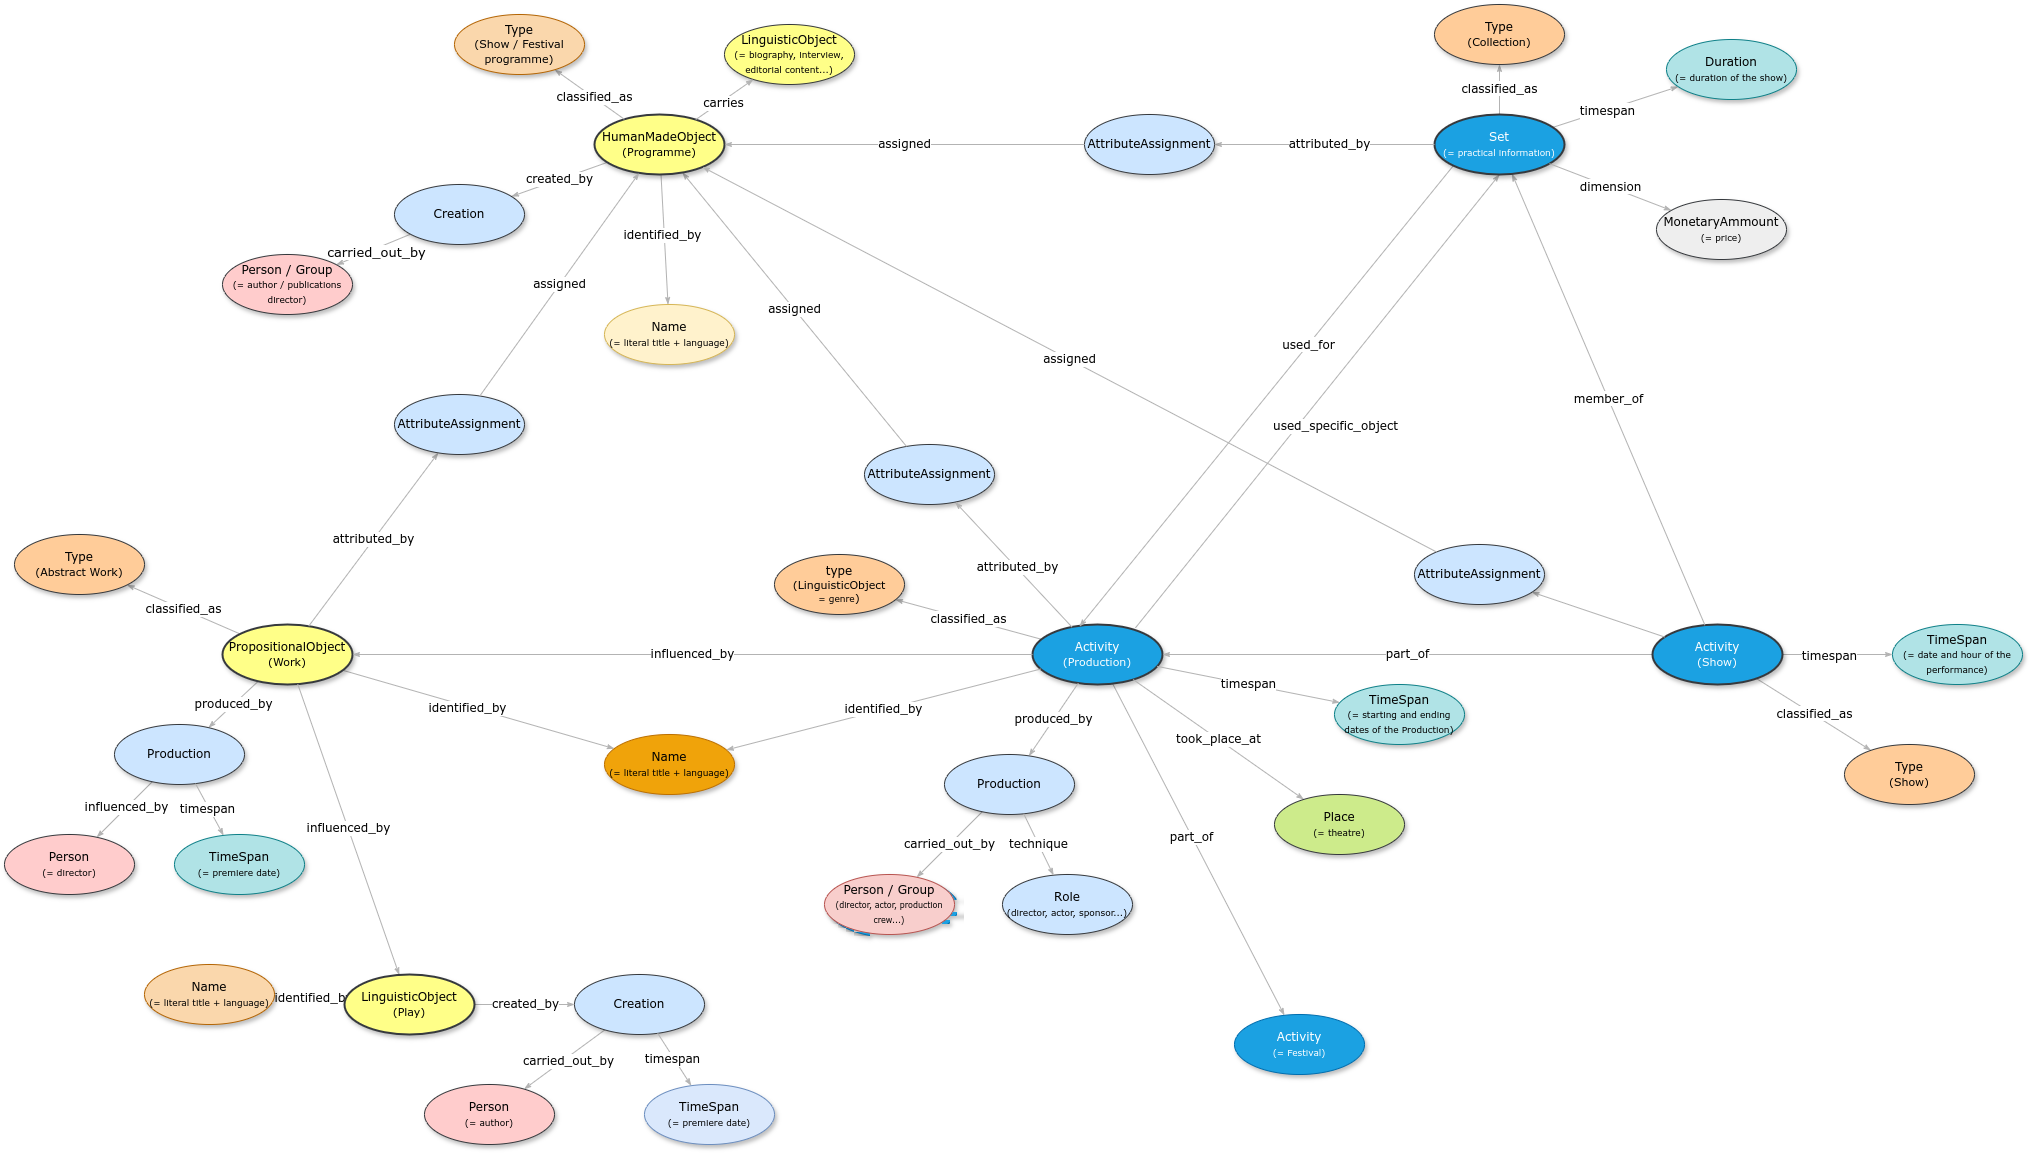 Type
(Show / Festival
programme)
LinguisticObject
(= biography, interview,
editorial content...)
Type
(Collection)
Duration
(= duration of the show)
classified_as
carries
classified_as
timespan
HumanMadeObject
(Programme)
assigned
AttributeAssignment
attributed_by
Set
(= practical information)
created_by
dimension
Creation
identified_by
MonetaryAmmount
(= price)
carried_out_by
Person / Group
(= author / publications
director)
assigned
assigned
Name
(= literal title + language)
used_for
assigned
member_of
AttributeAssignment
used_specific_object
AttributeAssignment
attributed_by
attributed_by
Type
(Abstract Work)
type
(LinguisticObject
= genre)
AttributeAssignment
classified_as
classified_as
PropositionalObject
(Work)
influenced_by
Activity
(Production)
part_of
Activity
(Show)
timespan
TimeSpan
(= date and hour of the
performance)
produced_by
identified_by
identified_by
timespan
TimeSpan
(= starting and ending
dates of the Production)
classified_as
produced_by
took_place_at
Production
Name
(= literal title + language)
Production
Type
(Show)
influenced_by
timespan
influenced_by
Place
(= theatre)
part_of
carried_out_by
technique
Person
(= director)
TimeSpan
(= premiere date)
Person / Group
(director, actor, production
crew...)
Role
(director, actor, sponsor...)
Name
(= literal title + language)
identified_b
LinguisticObject
(Play)
created_by
Creation
Activity
(= Festival)
carried_out_by
timespan
Person
(= author)
TimeSpan
(= premiere date)